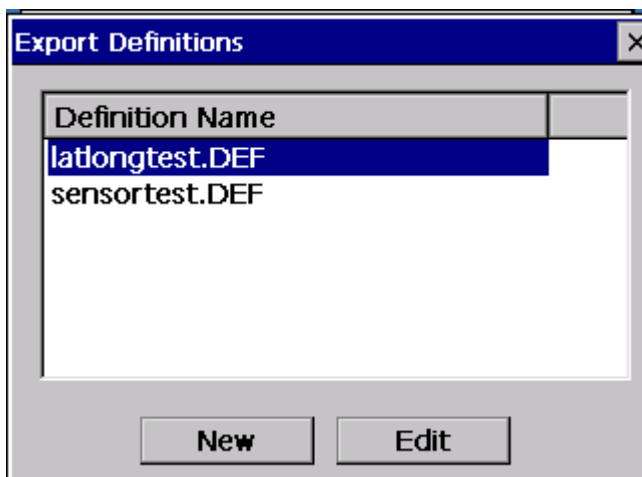 Export Definitions
Definition Name
latlongtest.DEF
sensortest.DEF
New Edit